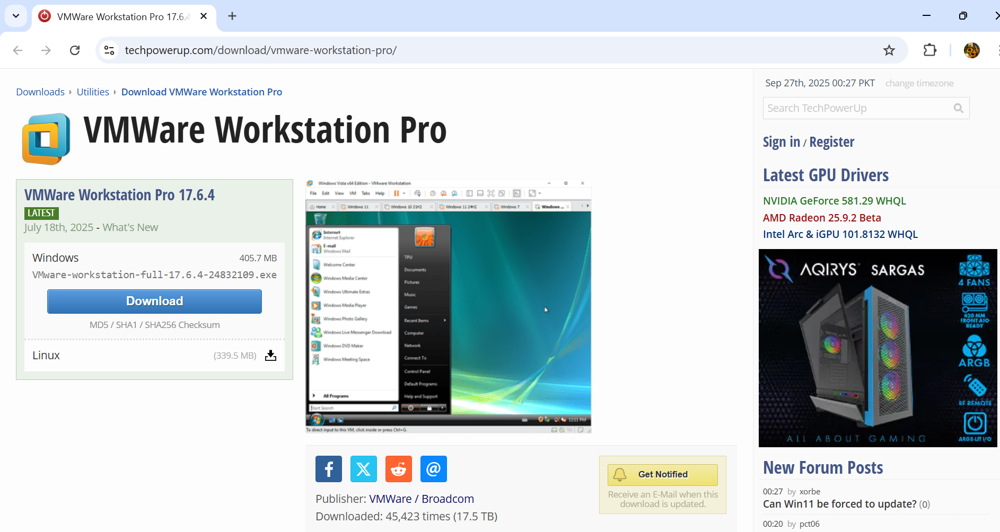 VMWare Workstation Pro 17.6.4
techpowerup.com/download/vmware-workstation-pro/
Downloads Utilities Download VMWare Workstation Pro
VMWare Workstation Pro
VMWare Workstation Pro 17.6.4
LATEST
July 18th, 2025 - What's New
Windows 405.7 MB
VMware-workstation-full-17.6.4-24832109.exe
Download
MD5 / SHA1 / SHA256 Checksum
Linux (339.5 MB)
Windows Vista x64 Edition - VMware Workstation
File Edit View VM Tabs Help
Home Windows 11 Windows 10 21H2 Windows 11 24H2 Windows 7 Windows ...
Internet
Internet Explorer
E-mail
Windows Mail
Welcome Center
Windows Media Center
Windows Ultimate Extras
Windows Media Player
Windows Photo Gallery
Windows Live Messenger Download
Windows DVD Maker
Windows Meeting Space
All Programs
Start Search
TPU
Documents
Pictures
Music
Games
Recent Items
Computer
Network
Connect To
Control Panel
Default Programs
Help and Support
12:11 PM
To direct input to this VM, click inside or press Ctrl+G.
Get Notified
Receive an E-Mail when this
download is updated.
Publisher: VMWare / Broadcom
Downloaded: 45,423 times (17.5 TB)
Sep 27th, 2025 00:27 PKT change timezone
Search TechPowerUp
Sign in / Register
Latest GPU Drivers
NVIDIA GeForce 581.29 WHQL
AMD Radeon 25.9.2 Beta
Intel Arc & iGPU 101.8132 WHQL
AQIRYS SARGAS
4 FANS
420 MM
FRONT AIO
READY
ARGB
RF REMOTE
ARGB-LIT I/O
ALL ABOUT GAMING
New Forum Posts
00:27 by xorbe
Can Win11 be forced to update? (0)
00:20 by pct06